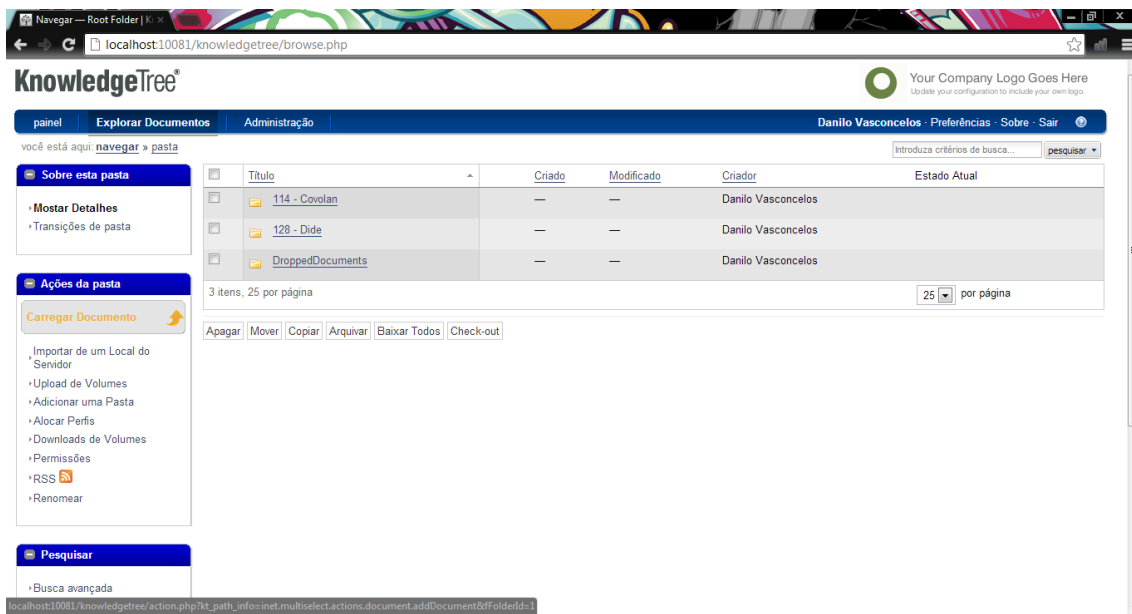 Navegar — Root Folder | K
localhost:10081/knowledgetree/browse.php
KnowledgeTree®
Your Company Logo Goes Here
Update your configuration to include your own logo.
painel Explorar Documentos Administração Danilo Vasconcelos · Preferências · Sobre · Sair ?
você está aqui: navegar » pasta
Introduza critérios de busca... pesquisar
Sobre esta pasta
Mostar Detalhes
Transições de pasta
Ações da pasta
Carregar Documento
Importar de um Local do
Servidor
Upload de Volumes
Adicionar uma Pasta
Alocar Perfis
Downloads de Volumes
Permissões
RSS
Renomear
Pesquisar
Busca avançada
Título Criado Modificado Criador Estado Atual
114 - Covolan — — Danilo Vasconcelos
128 - Dide — — Danilo Vasconcelos
DroppedDocuments — — Danilo Vasconcelos
3 itens, 25 por página 25 por página
Apagar Mover Copiar Arquivar Baixar Todos Check-out
localhost:10081/knowledgetree/action.php?kt_path_info=inet.multiselect.actions.document.addDocument&fFolderId=1